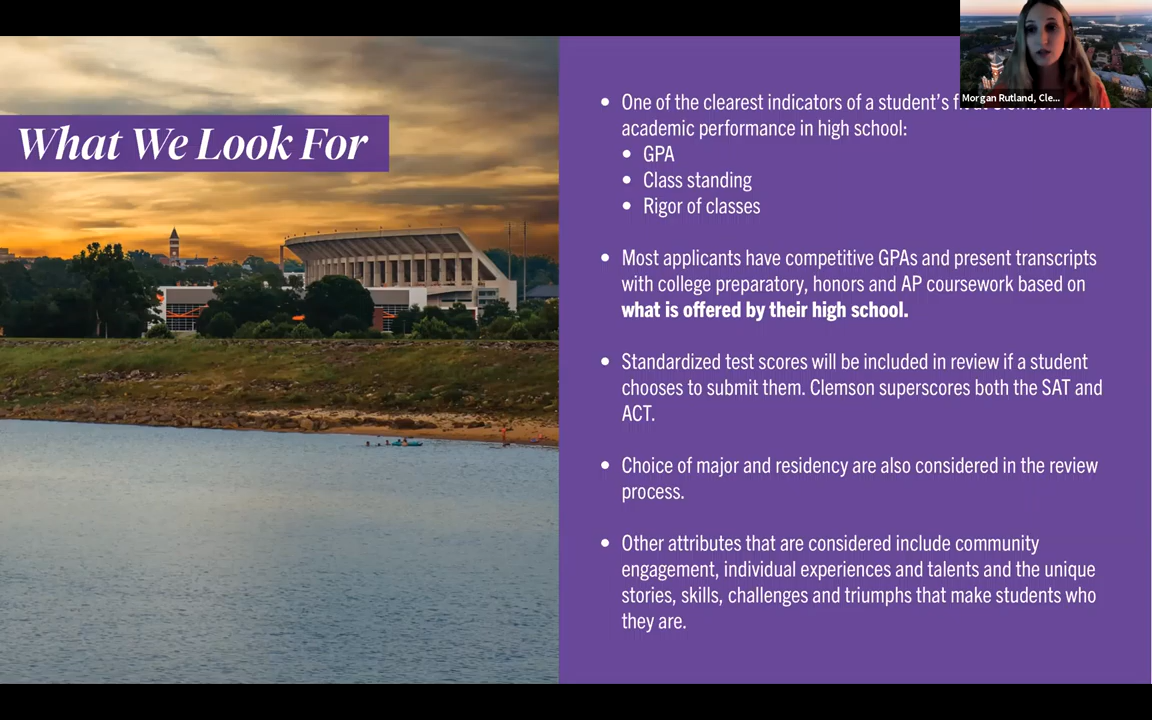 What We Look For
Morgan Rutland, Cle...
• One of the clearest indicators of a student's
academic performance in high school:
• GPA
• Class standing
• Rigor of classes
• Most applicants have competitive GPAs and present transcripts
with college preparatory, honors and AP coursework based on
what is offered by their high school.
• Standardized test scores will be included in review if a student
chooses to submit them. Clemson superscores both the SAT and
ACT.
• Choice of major and residency are also considered in the review
process.
• Other attributes that are considered include community
engagement, individual experiences and talents and the unique
stories, skills, challenges and triumphs that make students who
they are.